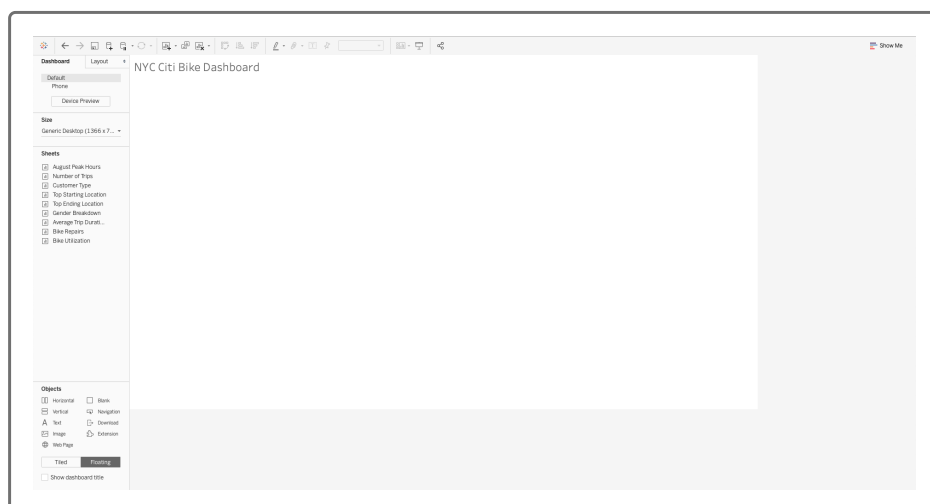 Show Me
Dashboard Layout
NYC Citi Bike Dashboard
Default
Phone
Device Preview
Size
Generic Desktop (1366 x 7...
Sheets
August Peak Hours
Number of Trips
Customer Type
Top Starting Location
Top Ending Location
Gender Breakdown
Average Trip Durati...
Bike Repairs
Bike Utilization
Objects
Horizontal Blank
Vertical Navigation
A Text Download
Image Extension
Web Page
Tiled Floating
Show dashboard title